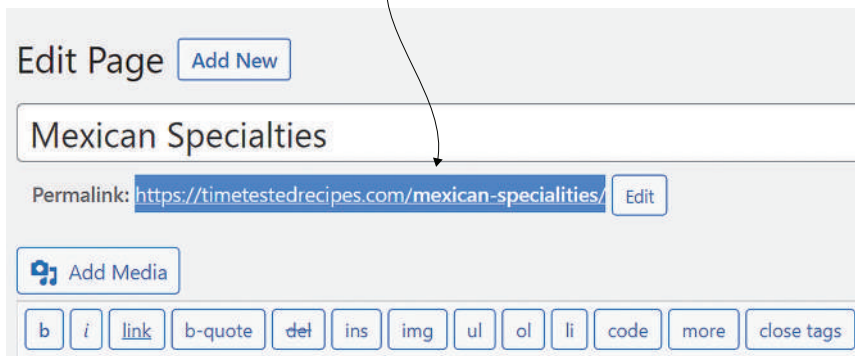 Edit Page Add New
Mexican Specialties
Permalink: https://timetestedrecipes.com/mexican-specialities/ Edit
Add Media
b i link b-quote del ins img ul ol li code more close tags